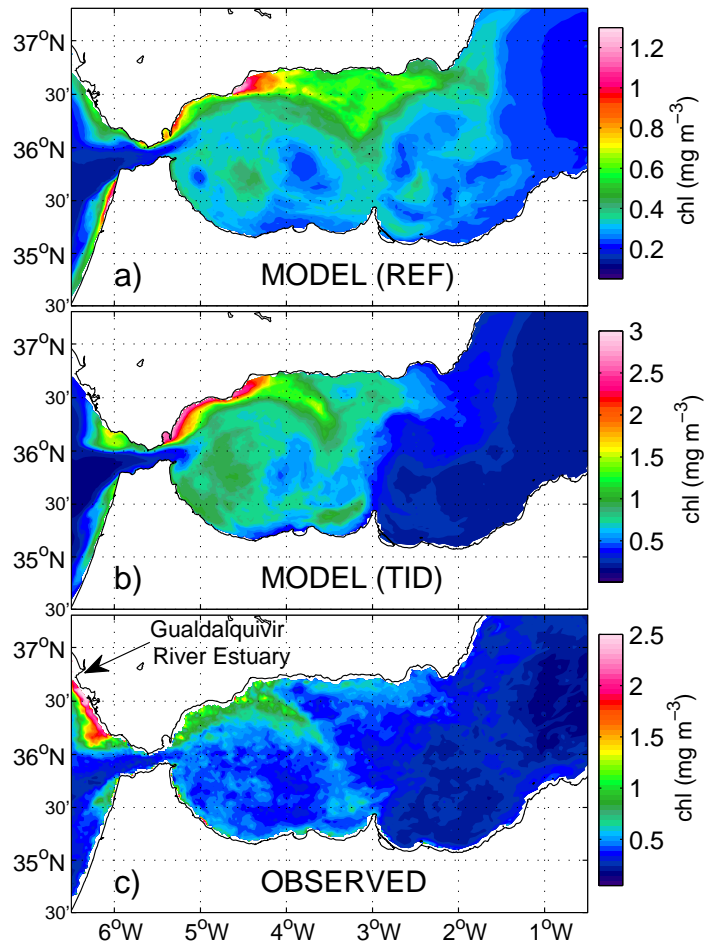 37°N
30'
36°N
30'
35°N
30'
a)
MODEL (REF)
1.2
1
0.8
0.6
0.4
0.2
chl (mg m⁻³)
37°N
30'
36°N
30'
35°N
30'
b)
MODEL (TID)
3
2.5
2
1.5
1
0.5
chl (mg m⁻³)
Gualdalquivir
River Estuary
37°N
30'
36°N
30'
35°N
30'
c)
OBSERVED
2.5
2
1.5
1
0.5
chl (mg m⁻³)
6°W 5°W 4°W 3°W 2°W 1°W